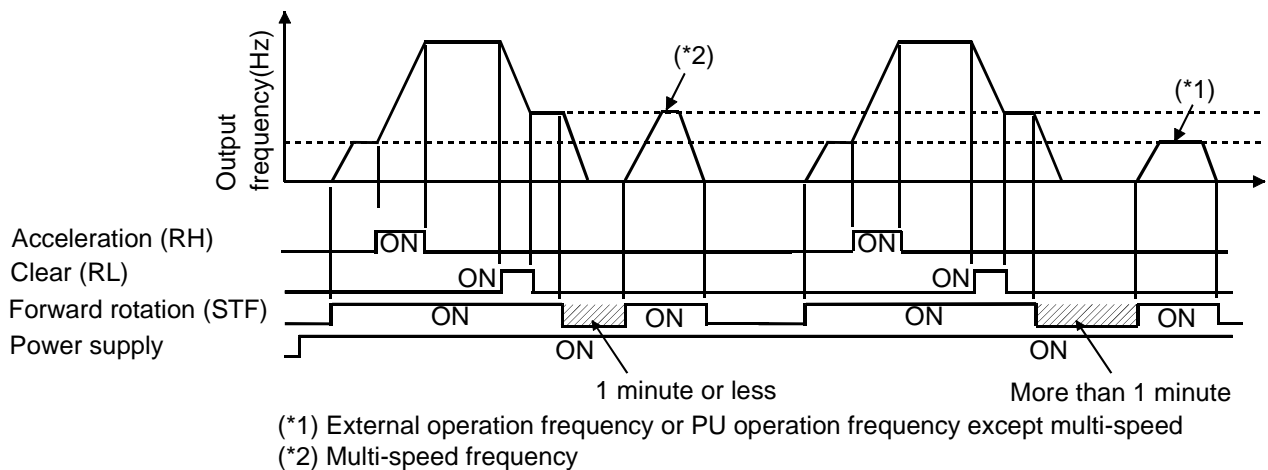 Output
frequency(Hz)
(*2)
(*1)
Acceleration (RH)
ON
ON
Clear (RL)
ON
ON
Forward rotation (STF)
ON
ON
ON
ON
Power supply
ON
ON
1 minute or less
More than 1 minute
(*1) External operation frequency or PU operation frequency except multi-speed
(*2) Multi-speed frequency